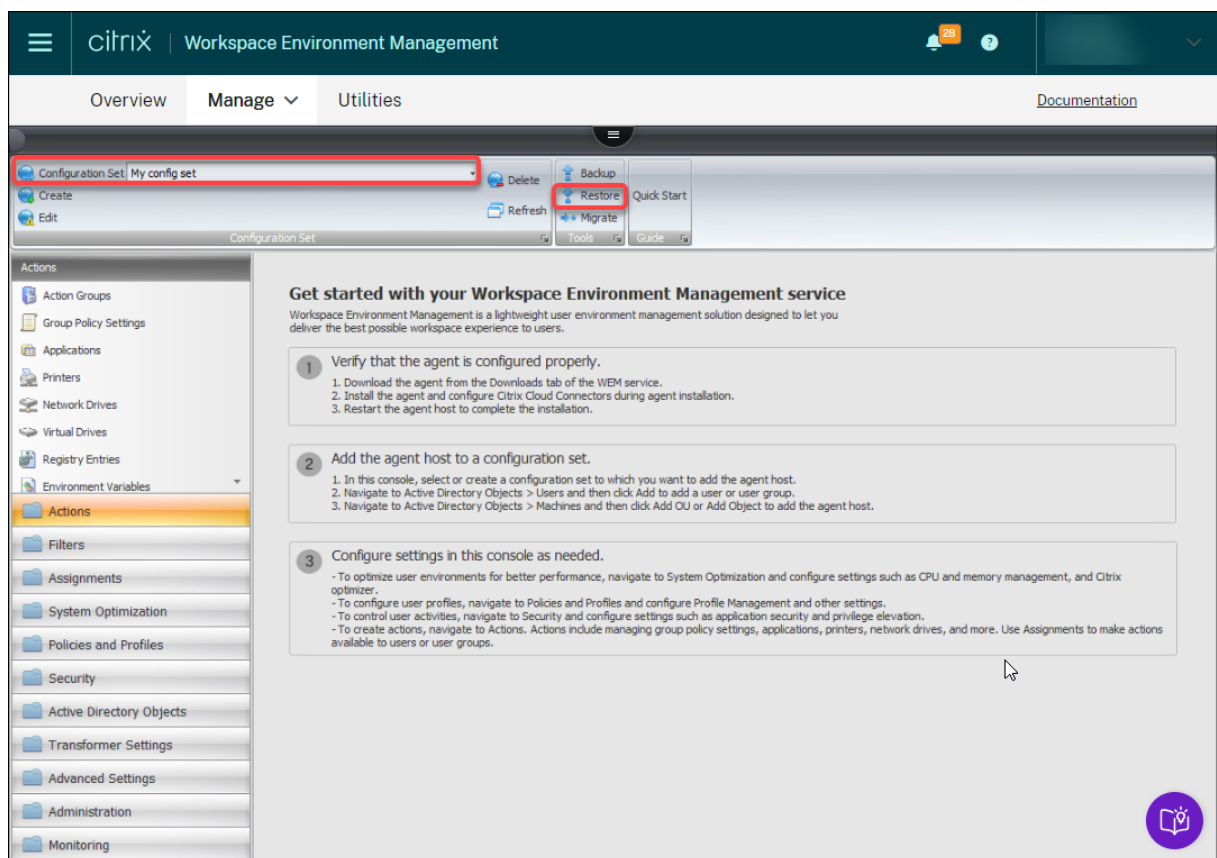 citrix | Workspace Environment Management
28
?
Overview
Manage
Utilities
Documentation
Configuration Set My config set
Create
Edit
Delete
Refresh
Configuration Set
Backup
Restore
Migrate
Tools
Quick Start
Guide
Actions
Action Groups
Group Policy Settings
Applications
Printers
Network Drives
Virtual Drives
Registry Entries
Environment Variables
Actions
Filters
Assignments
System Optimization
Policies and Profiles
Security
Active Directory Objects
Transformer Settings
Advanced Settings
Administration
Monitoring
Get started with your Workspace Environment Management service
Workspace Environment Management is a lightweight user environment management solution designed to let you
deliver the best possible workspace experience to users.
1 Verify that the agent is configured properly.
1. Download the agent from the Downloads tab of the WEM service.
2. Install the agent and configure Citrix Cloud Connectors during agent installation.
3. Restart the agent host to complete the installation.
2 Add the agent host to a configuration set.
1. In this console, select or create a configuration set to which you want to add the agent host.
2. Navigate to Active Directory Objects > Users and then click Add to add a user or user group.
3. Navigate to Active Directory Objects > Machines and then click Add OU or Add Object to add the agent host.
3 Configure settings in this console as needed.
- To optimize user environments for better performance, navigate to System Optimization and configure settings such as CPU and memory management, and Citrix
optimizer.
- To configure user profiles, navigate to Policies and Profiles and configure Profile Management and other settings.
- To control user activities, navigate to Security and configure settings such as application security and privilege elevation.
- To create actions, navigate to Actions. Actions include managing group policy settings, applications, printers, network drives, and more. Use Assignments to make actions
available to users or user groups.